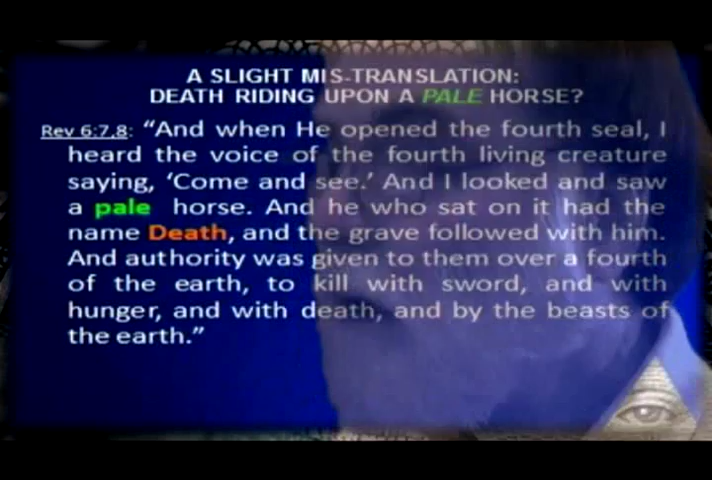 A SLIGHT MIS-TRANSLATION:
DEATH RIDING UPON A PALE HORSE?
Rev 6:7,8: “And when He opened the fourth seal, I
heard the voice of the fourth living creature
saying, ‘Come and see.’ And I looked and saw
a pale horse. And he who sat on it had the
name Death, and the grave followed with him.
And authority was given to them over a fourth
of the earth, to kill with sword, and with
hunger, and with death, and by the beasts of
the earth.”